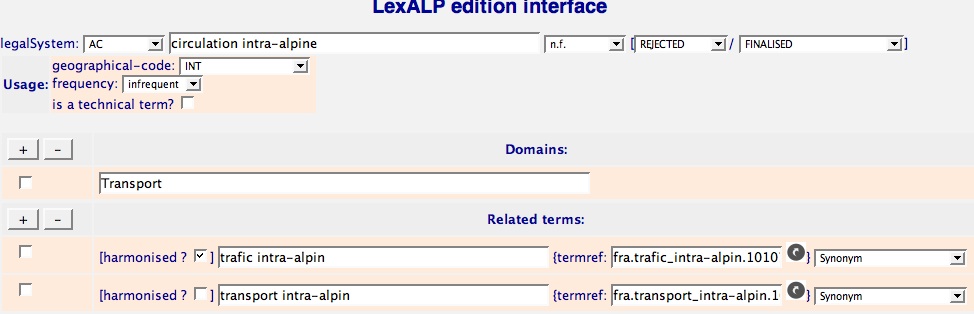 LexALP edition interface
legalSystem: AC circulation intra-alpine n.f. [REJECTED / FINALISED ]
geographical-code: INT
Usage: frequency: infrequent
is a technical term?
+ - Domains:
Transport
+ - Related terms:
[harmonised ? ] trafic intra-alpin {termref: fra.trafic_intra-alpin.1010 } Synonym
[harmonised ? ] transport intra-alpin {termref: fra.transport_intra-alpin.1 } Synonym